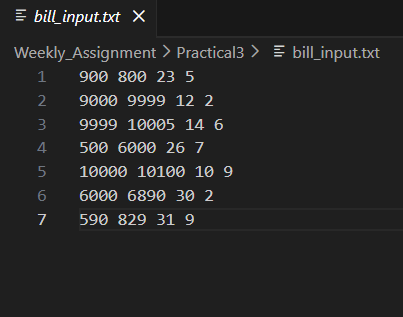 bill_input.txt
Weekly_Assignment > Practical3 > bill_input.txt
1 900 800 23 5
2 9000 9999 12 2
3 9999 10005 14 6
4 500 6000 26 7
5 10000 10100 10 9
6 6000 6890 30 2
7 590 829 31 9